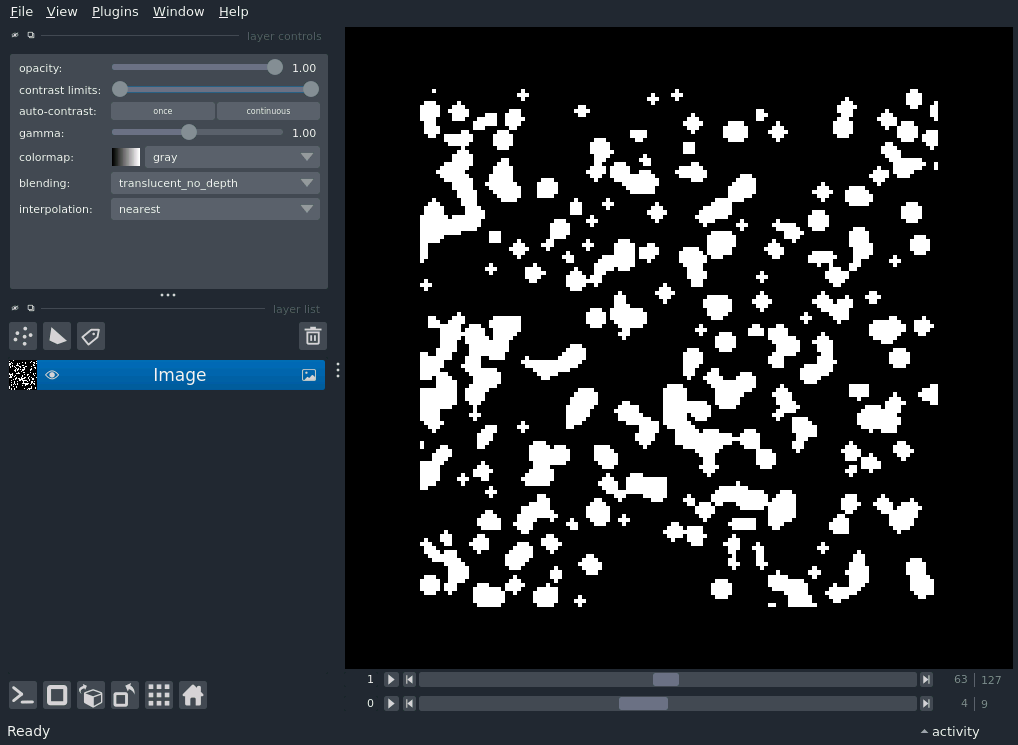 File View Plugins Window Help
layer controls
opacity: 1.00
contrast limits:
auto-contrast: once continuous
gamma: 1.00
colormap: gray
blending: translucent_no_depth
interpolation: nearest
layer list
Image
1 63 127
0 4 9
Ready activity